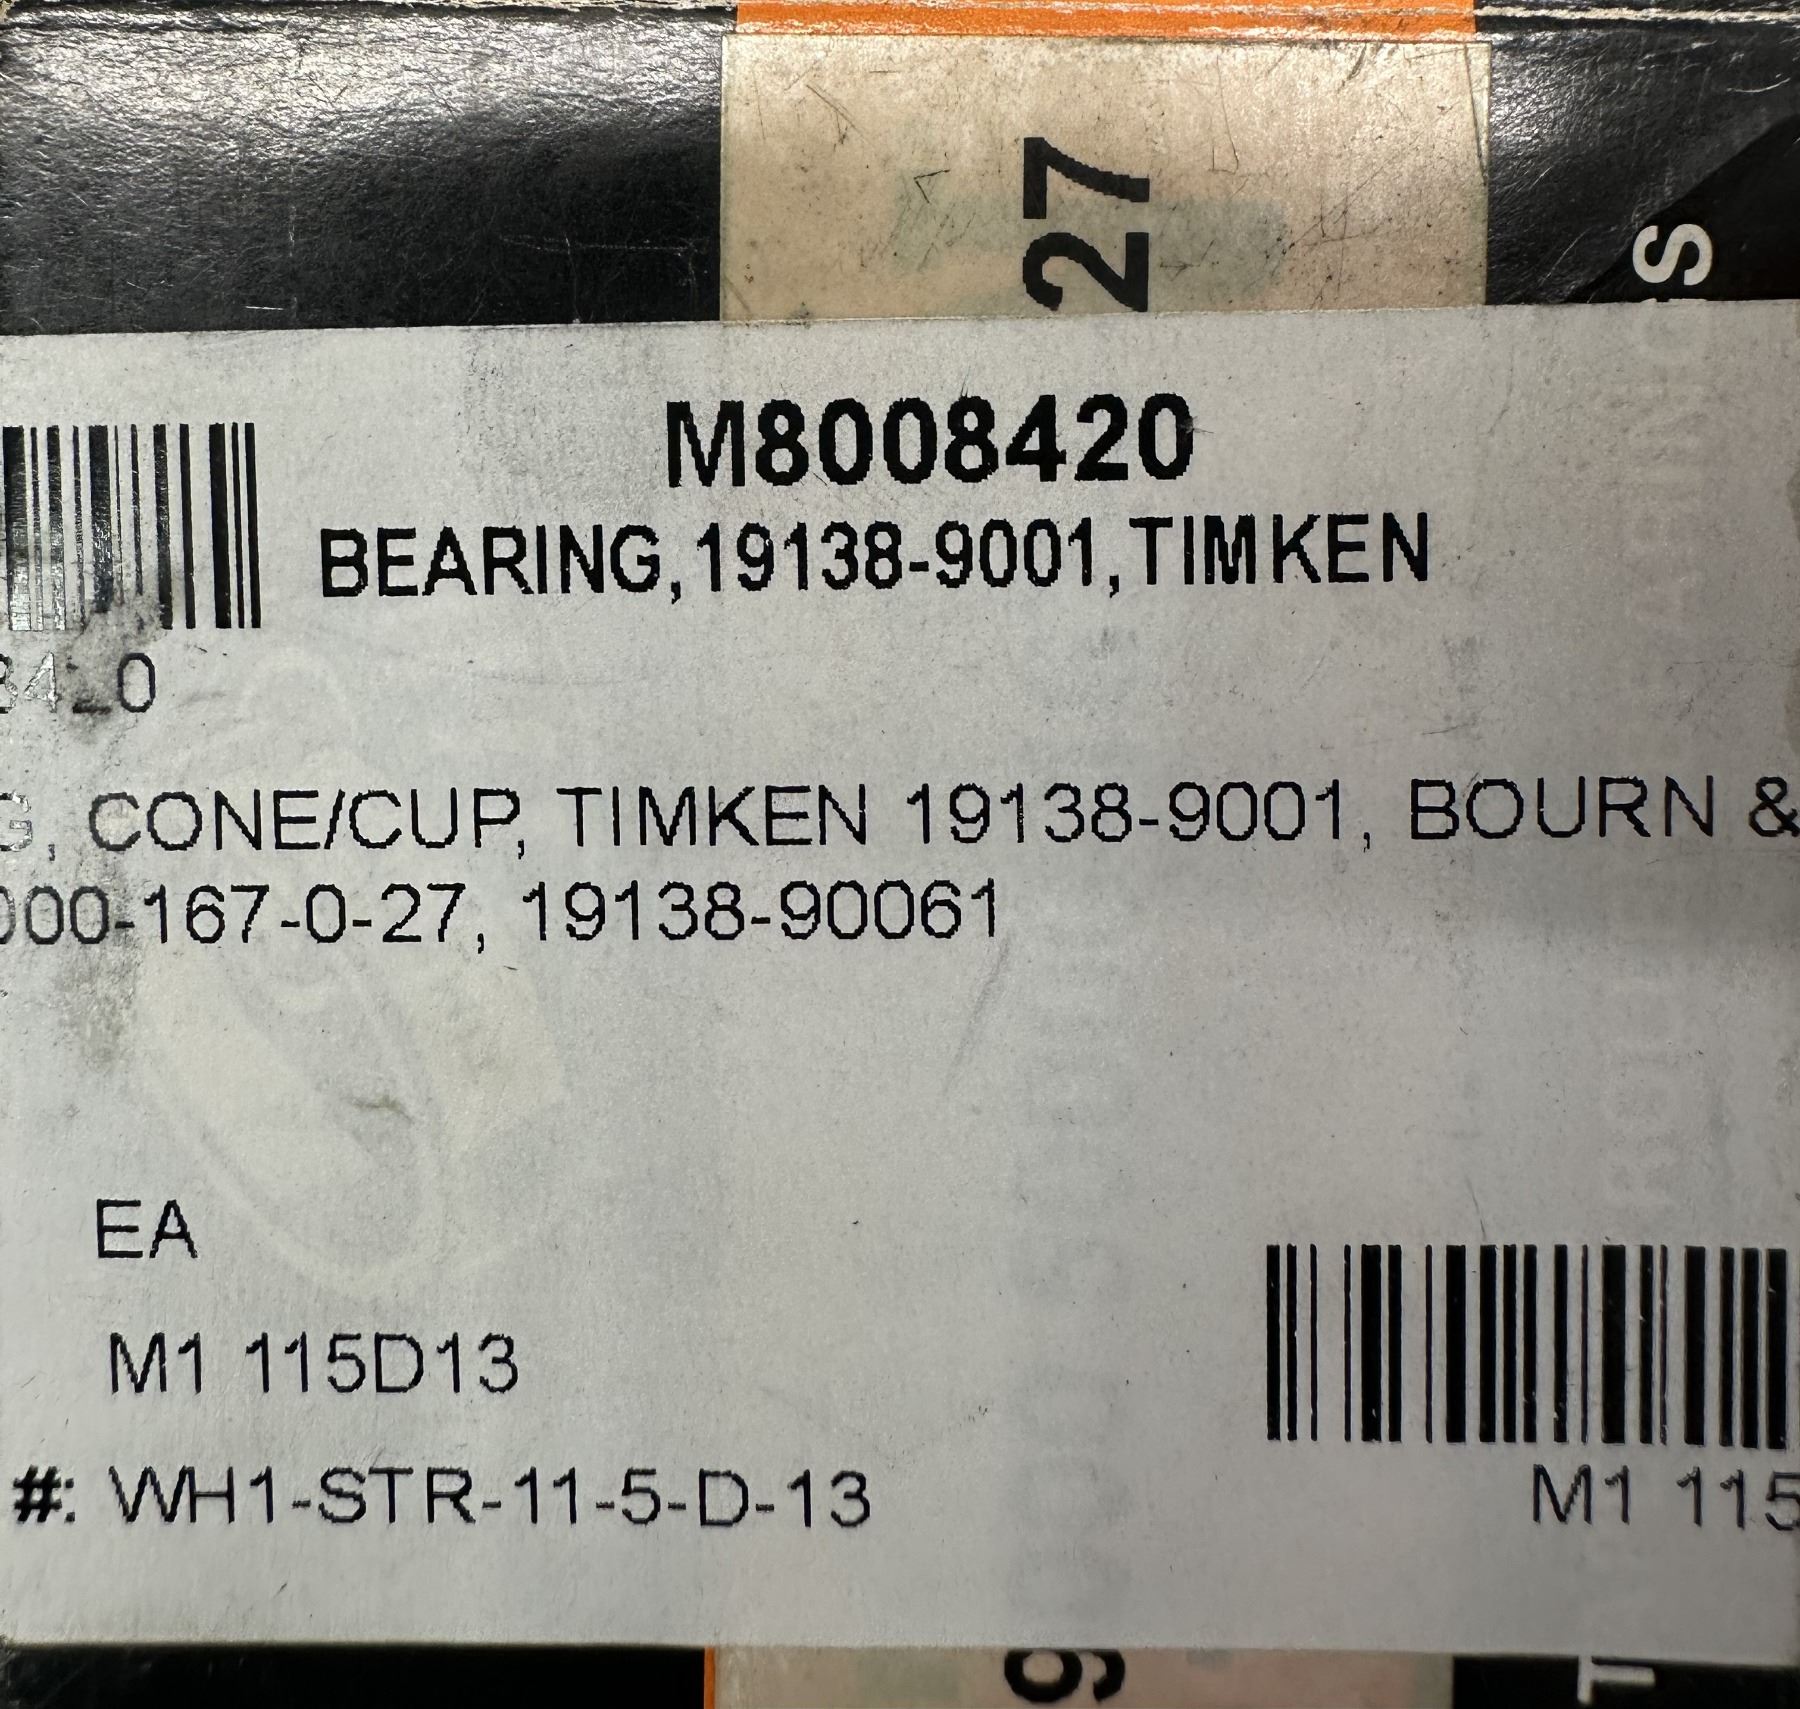 27
M8008420
BEARING,19138-9001,TIMKEN
G, CONE/CUP, TIMKEN 19138-9001, BOURN &
000-167-0-27, 19138-90061
EA
M1 115D13
#: WH1-STR-11-5-D-13
M1 115